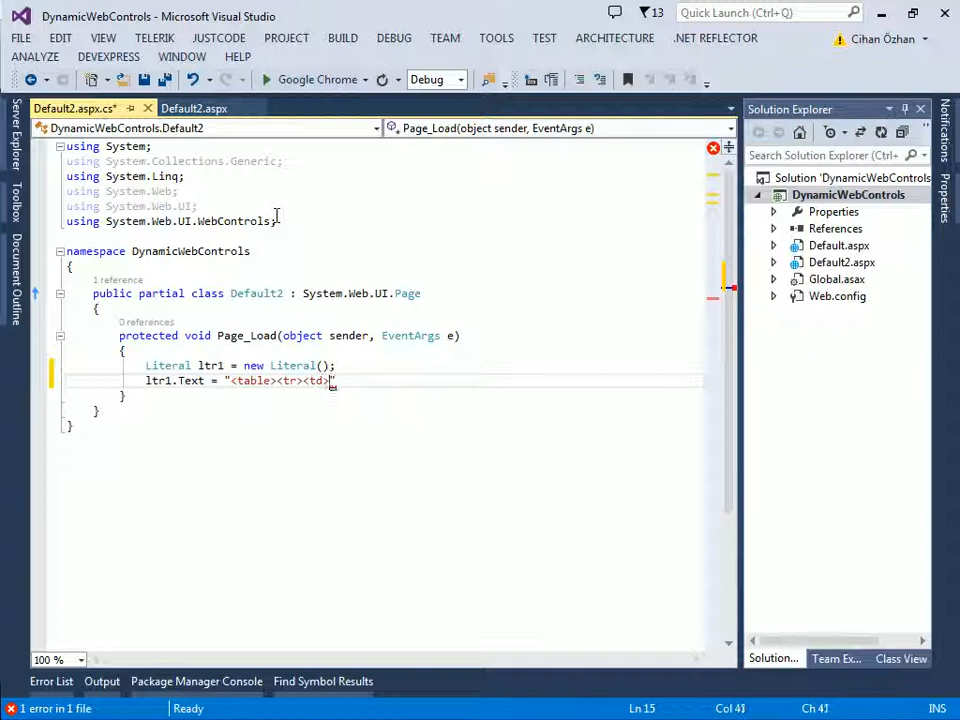 DynamicWebControls - Microsoft Visual Studio
13
Quick Launch (Ctrl+Q)
FILE EDIT VIEW TELERIK JUSTCODE PROJECT BUILD DEBUG TEAM TOOLS TEST ARCHITECTURE .NET REFLECTOR
Cihan Özhan
ANALYZE DEVEXPRESS WINDOW HELP
Google Chrome Debug
Server Explorer
Toolbox
Document Outline
Default2.aspx.cs* Default2.aspx
DynamicWebControls.Default2 Page_Load(object sender, EventArgs e)
using System;
using System.Collections.Generic;
using System.Linq;
using System.Web;
using System.Web.UI;
using System.Web.UI.WebControls;
namespace DynamicWebControls
{
1 reference
public partial class Default2 : System.Web.UI.Page
{
0 references
protected void Page_Load(object sender, EventArgs e)
{
Literal ltr1 = new Literal();
ltr1.Text = "<table><tr><td>"
}
}
}
100 %
Solution Explorer
Search Solution Explorer (Ctrl+
Solution 'DynamicWebControls
DynamicWebControls
Properties
References
Default.aspx
Default2.aspx
Global.asax
Web.config
Solution... Team Ex... Class View
Notifications
Properties
Error List Output Package Manager Console Find Symbol Results
1 error in 1 file Ready Ln 15 Col 41 Ch 41 INS